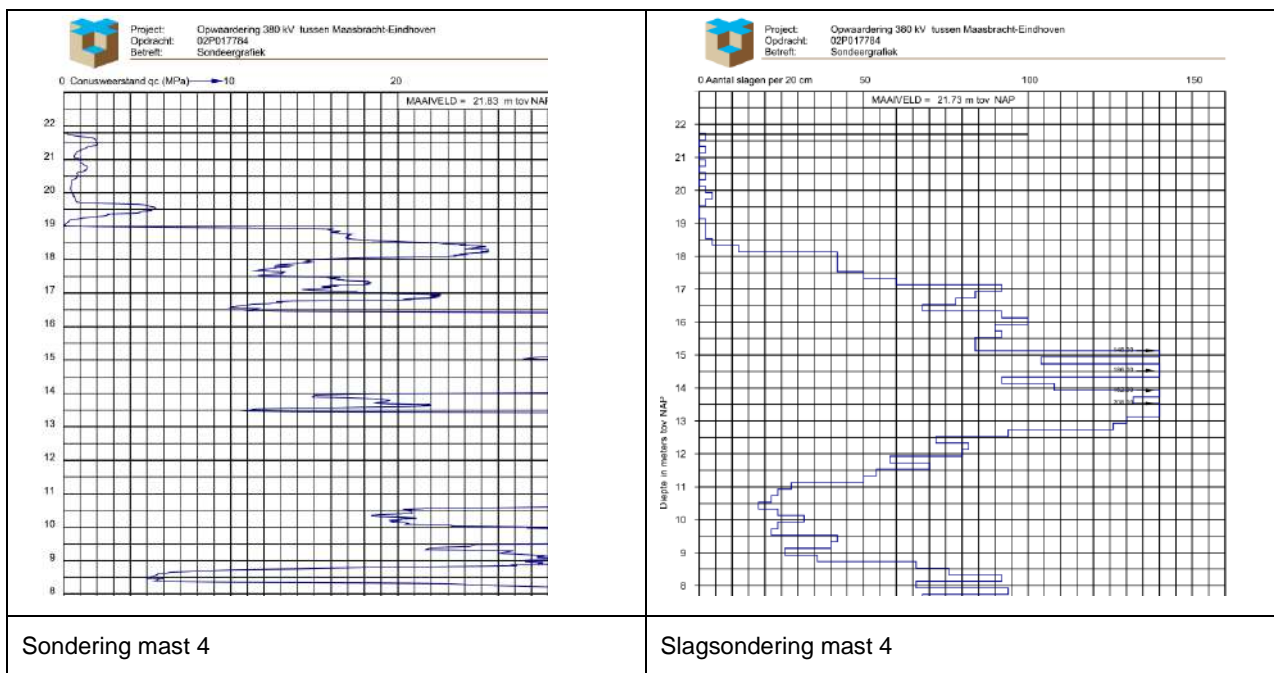 Project: Opwaardering 380 kV tussen Maasbracht-Eindhoven
Opdracht: 02P017784
Betreft: Sondeergrafiek
0 Conusweerstand qc (MPa) 10 20
MAAIVELD = 21.83 m tov NAP
22
21
20
19
18
17
16
15
14
13
12
11
10
9
8
Sondering mast 4
Project: Opwaardering 380 kV tussen Maasbracht-Eindhoven
Opdracht: 02P017784
Betreft: Sondeergrafiek
0 Aantal slagen per 20 cm 50 100 150
MAAIVELD = 21.73 m tov NAP
Diepte in meters tov NAP
22
21
20
19
18
17
16
15
14
13
12
11
10
9
8
Slagsondering mast 4